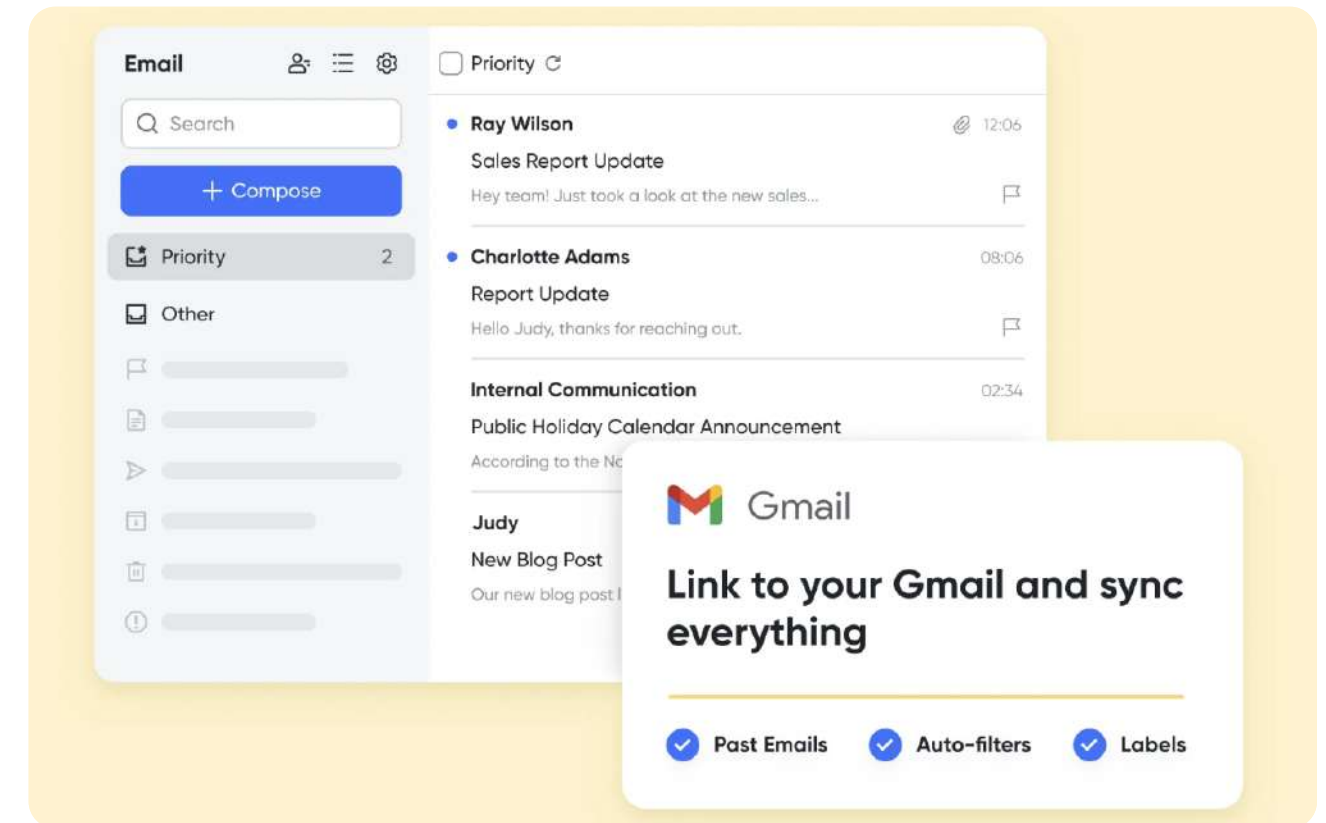 Email
Search
+ Compose
Priority 2
Other
Priority
Ray Wilson 12:06
Sales Report Update
Hey team! Just took a look at the new sales...
Charlotte Adams 08:06
Report Update
Hello Judy, thanks for reaching out.
Internal Communication 02:34
Public Holiday Calendar Announcement
According to the
Judy
New Blog Post
Our new blog post
Gmail
Link to your Gmail and sync
everything
Past Emails Auto-filters Labels